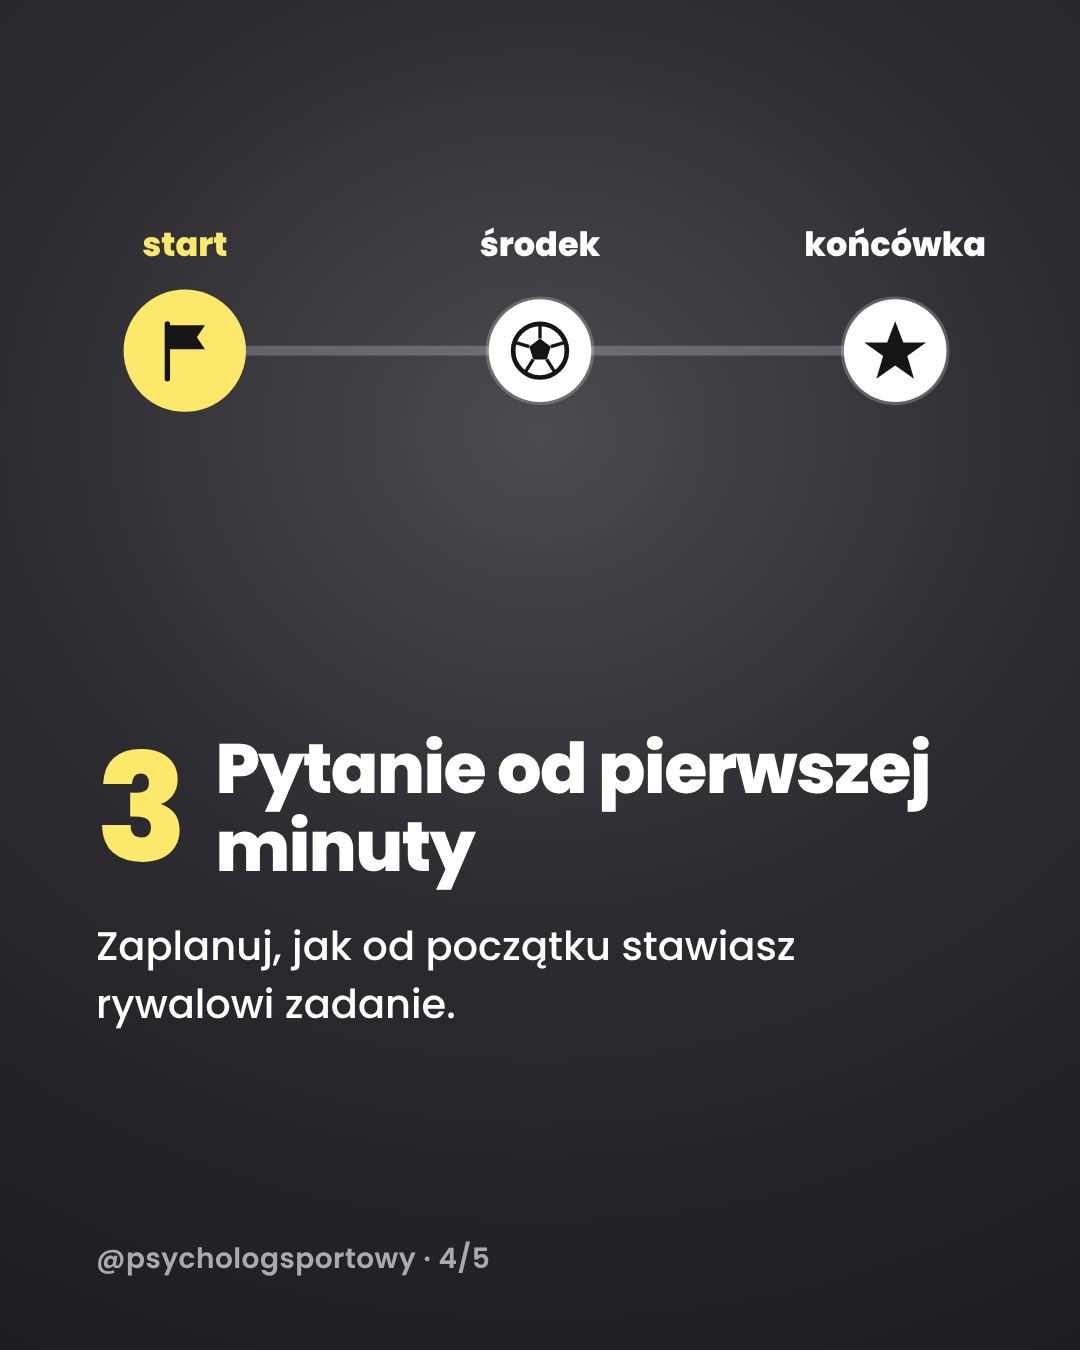 start
środek
końcówka
3
Pytanie od pierwszej
minuty
Zaplanuj, jak od początku stawiasz
rywalowi zadanie.
@psychologsportowy · 4/5